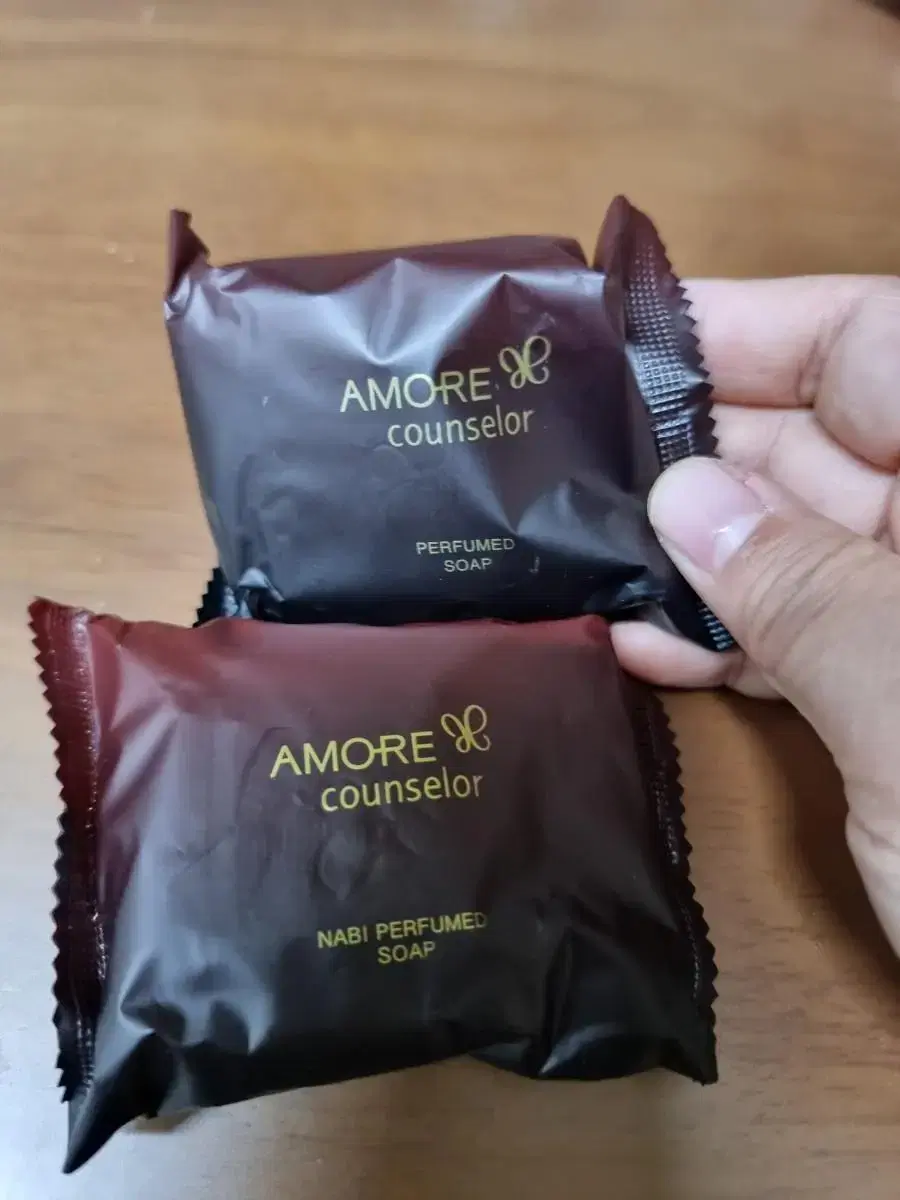 AMORE
counselor
PERFUMED
SOAP
AMORE
counselor
NABI PERFUMED
SOAP